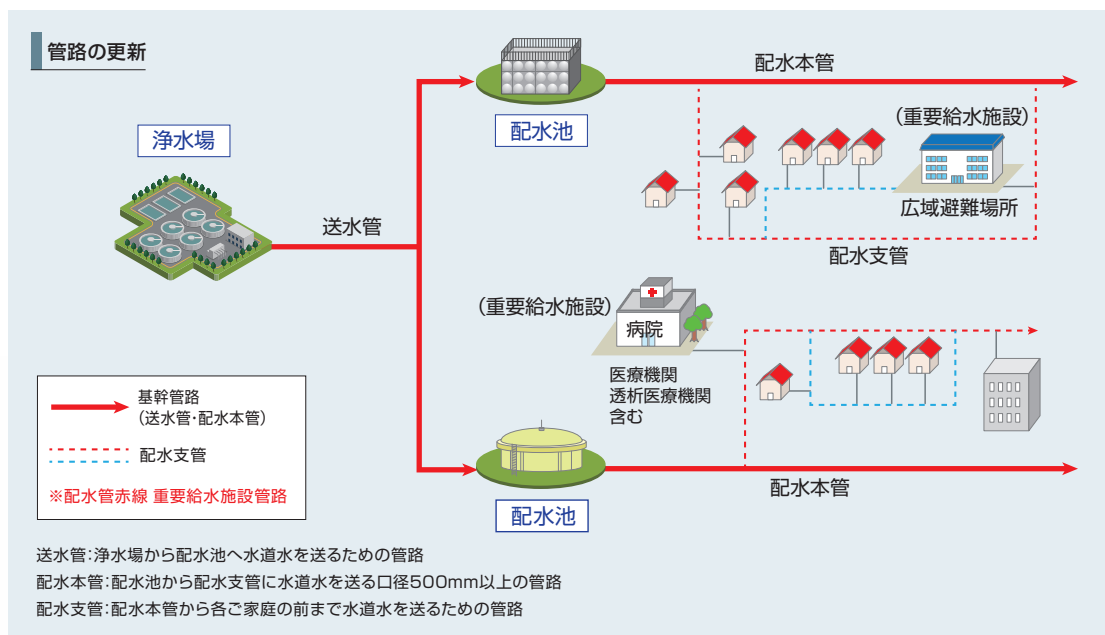 管路の更新
浄水場
送水管
配水池
配水本管
(重要給水施設)
広域避難場所
配水支管
(重要給水施設)
病院
医療機関
透析医療機関
含む
配水池
配水本管
基幹管路
(送水管・配水本管)
配水支管
※配水管赤線 重要給水施設管路
送水管:浄水場から配水池へ水道水を送るための管路
配水本管:配水池から配水支管に水道水を送る口径500mm以上の管路
配水支管:配水本管から各ご家庭の前まで水道水を送るための管路